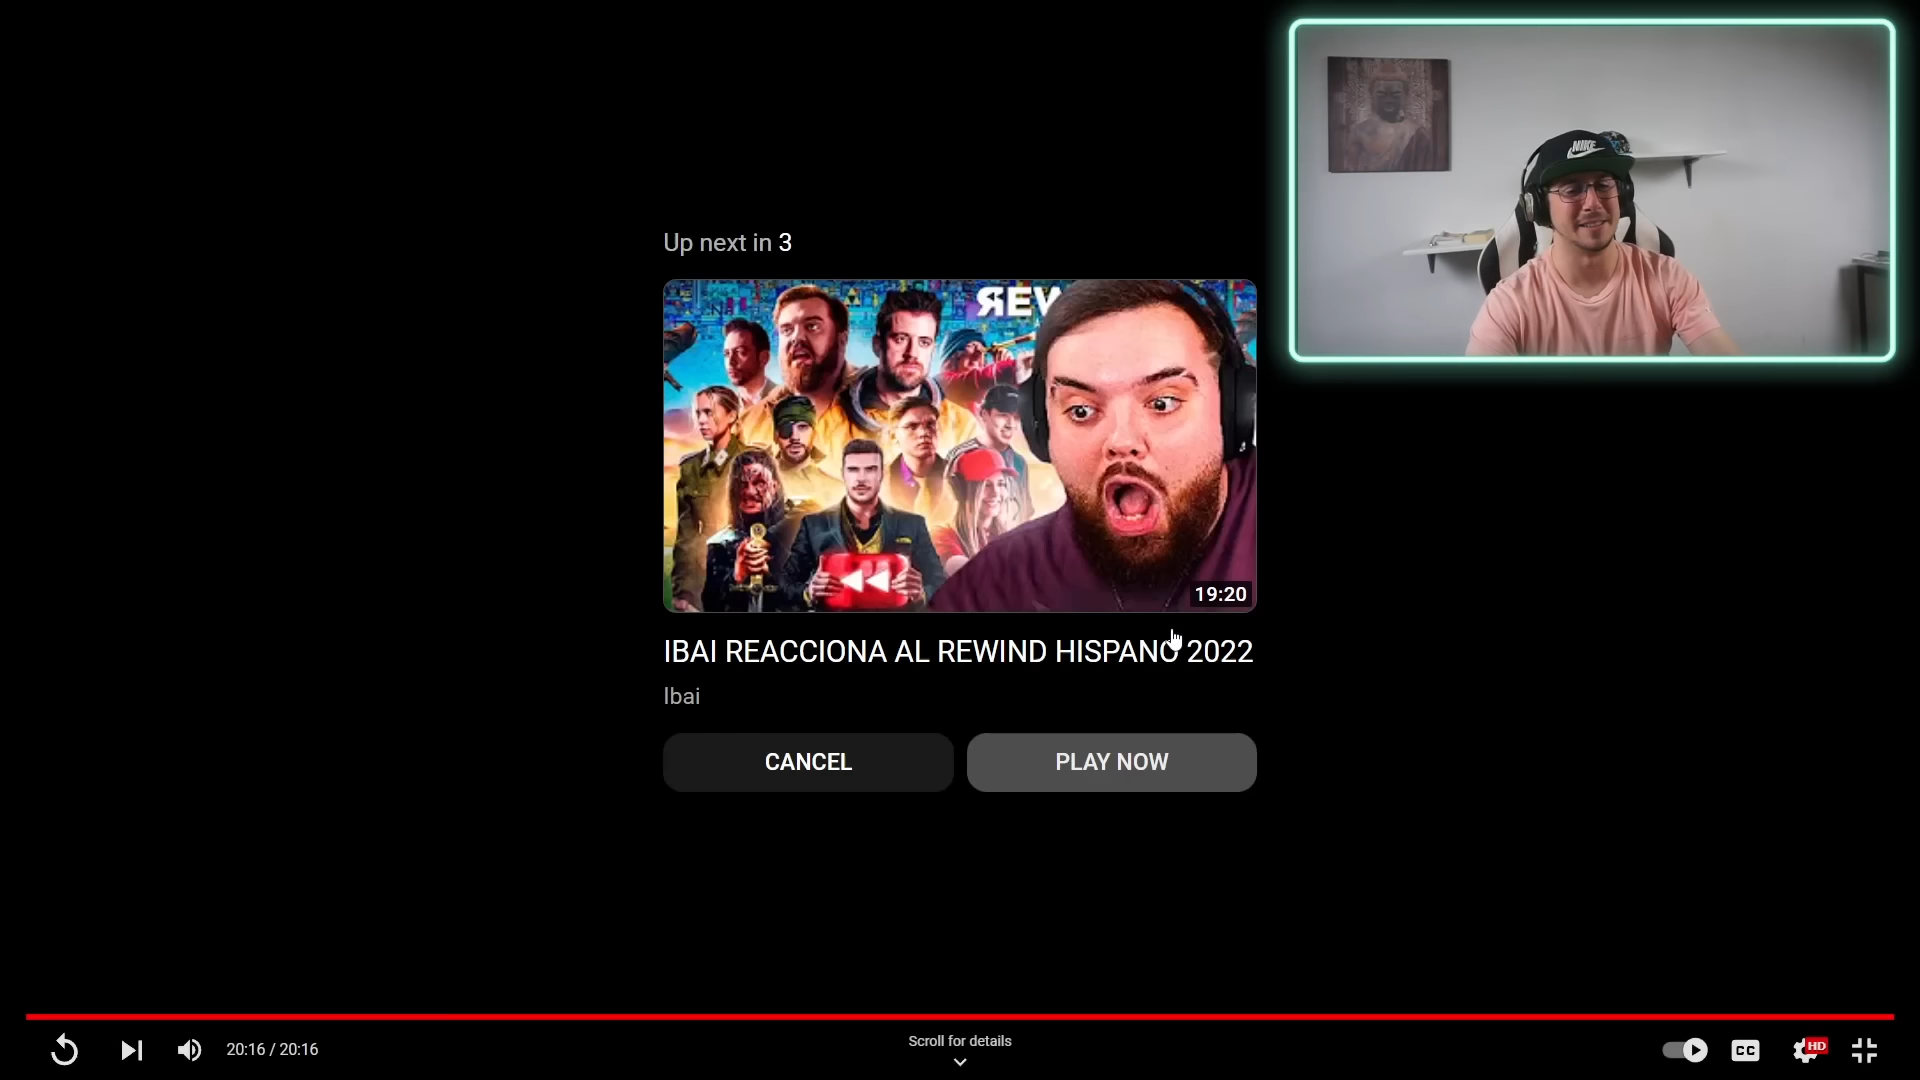 NIKE
Up next in 3
ЯEW
19:20
IBAI REACCIONA AL REWIND HISPANO 2022
Ibai
CANCEL
PLAY NOW
Scroll for details
20:16 / 20:16
CC
HD